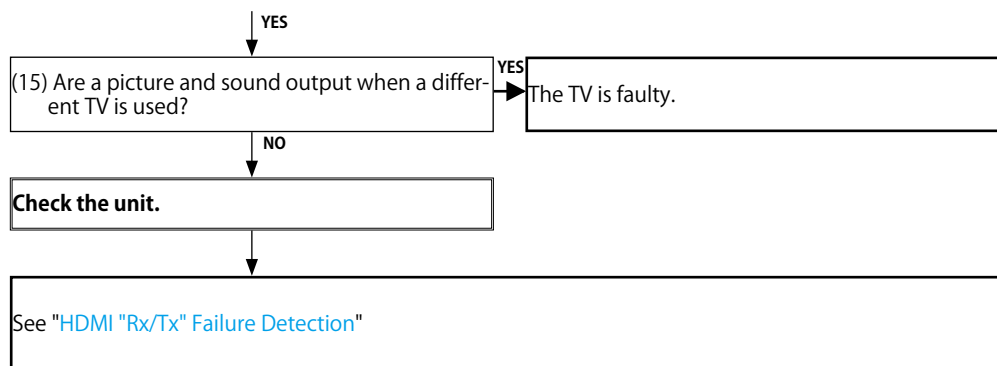 YES
(15) Are a picture and sound output when a differ-
ent TV is used?
YES
The TV is faulty.
NO
Check the unit.
See "HDMI "Rx/Tx" Failure Detection"